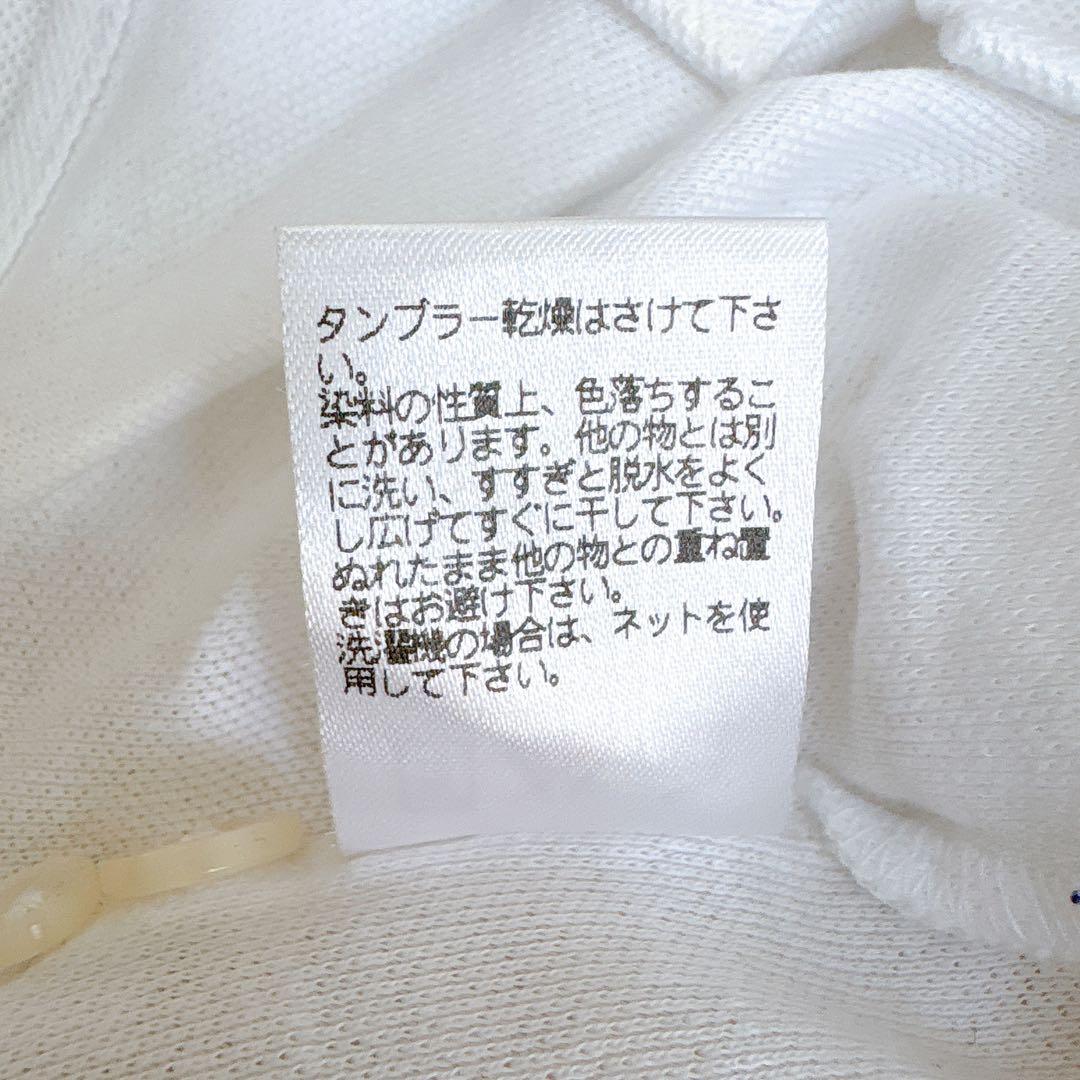 タンブラー乾燥はさけて下さ
い。
染料の性質上、色落ちするこ
とがあります。他の物とは別
に洗い、すすぎと脱水をよく
し広げてすぐに干して下さい。
ぬれたまま他の物との重ね置
きはお避け下さい。
洗濯機の場合は、ネットを使
用して下さい。